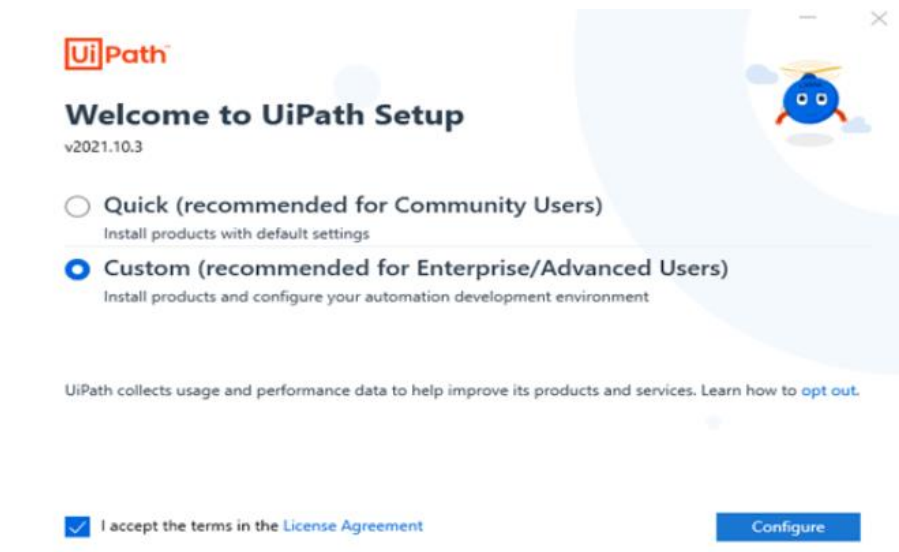 UiPath
Welcome to UiPath Setup
v2021.10.3
Quick (recommended for Community Users)
Install products with default settings
Custom (recommended for Enterprise/Advanced Users)
Install products and configure your automation development environment
UiPath collects usage and performance data to help improve its products and services. Learn how to opt out.
I accept the terms in the License Agreement
Configure